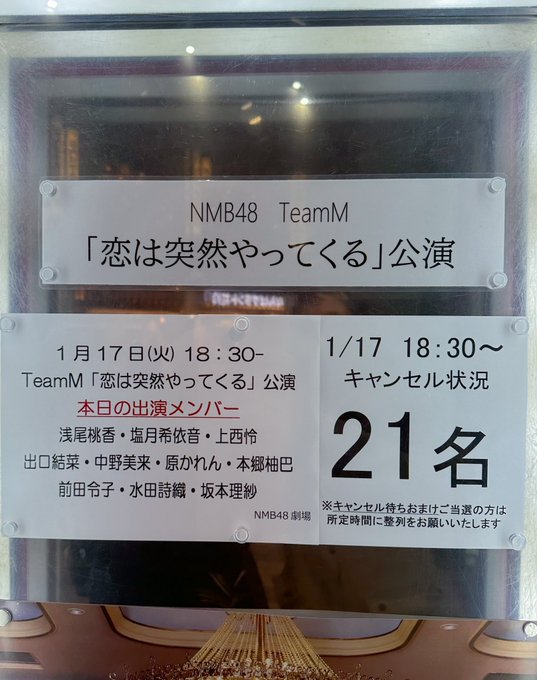 NMB48 TeamM
「恋は突然やってくる」公演
1月17日(火) 18：30-
TeamM「恋は突然やってくる」公演
本日の出演メンバー
浅尾桃香・塩月希依音・上西怜
出口結菜・中野美来・原かれん・本郷柚巴
前田令子・水田詩織・坂本理紗
NMB48 劇場
1/17 18:30～
キャンセル状況
21名
※キャンセル待ちおまけご当選の方は
所定時間に整列をお願いいたします